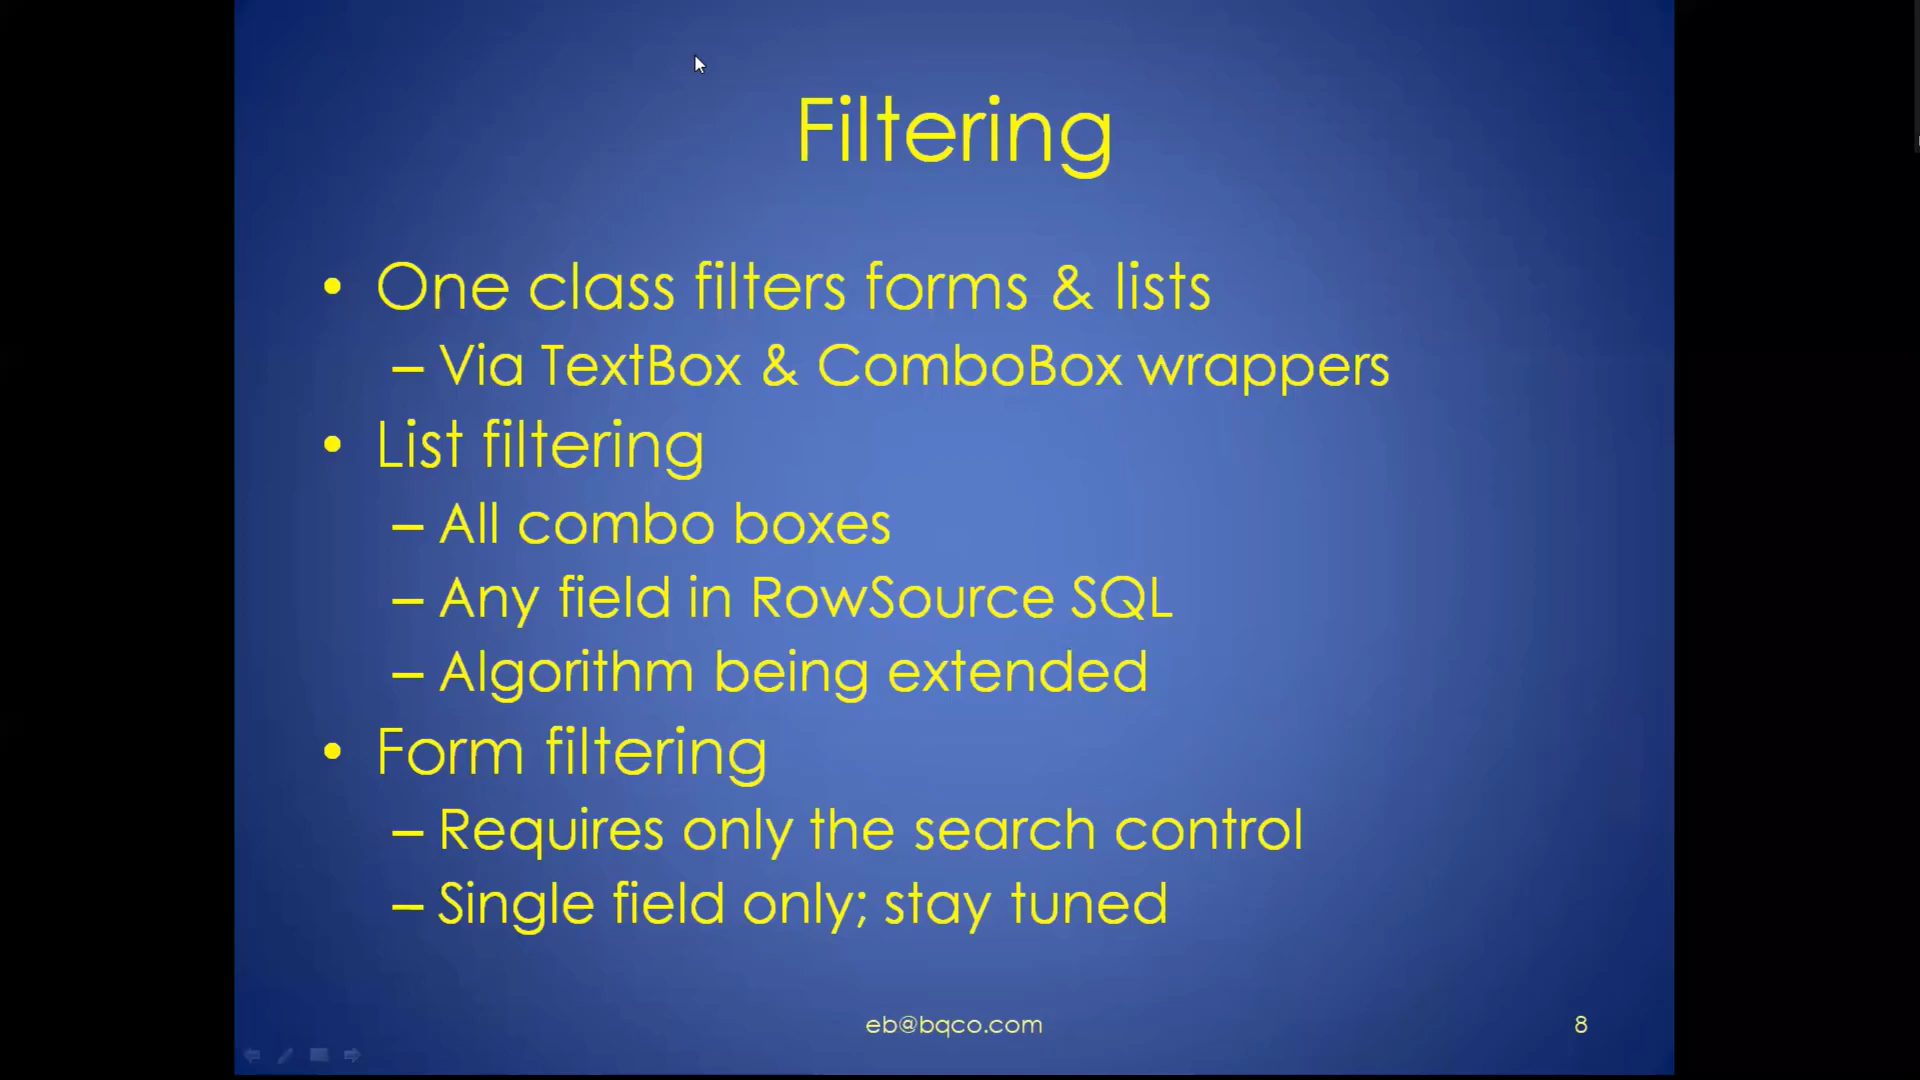 Filtering
• One class filters forms & lists
– Via TextBox & ComboBox wrappers
• List filtering
– All combo boxes
– Any field in RowSource SQL
– Algorithm being extended
• Form filtering
– Requires only the search control
– Single field only; stay tuned
eb@bqco.com
8